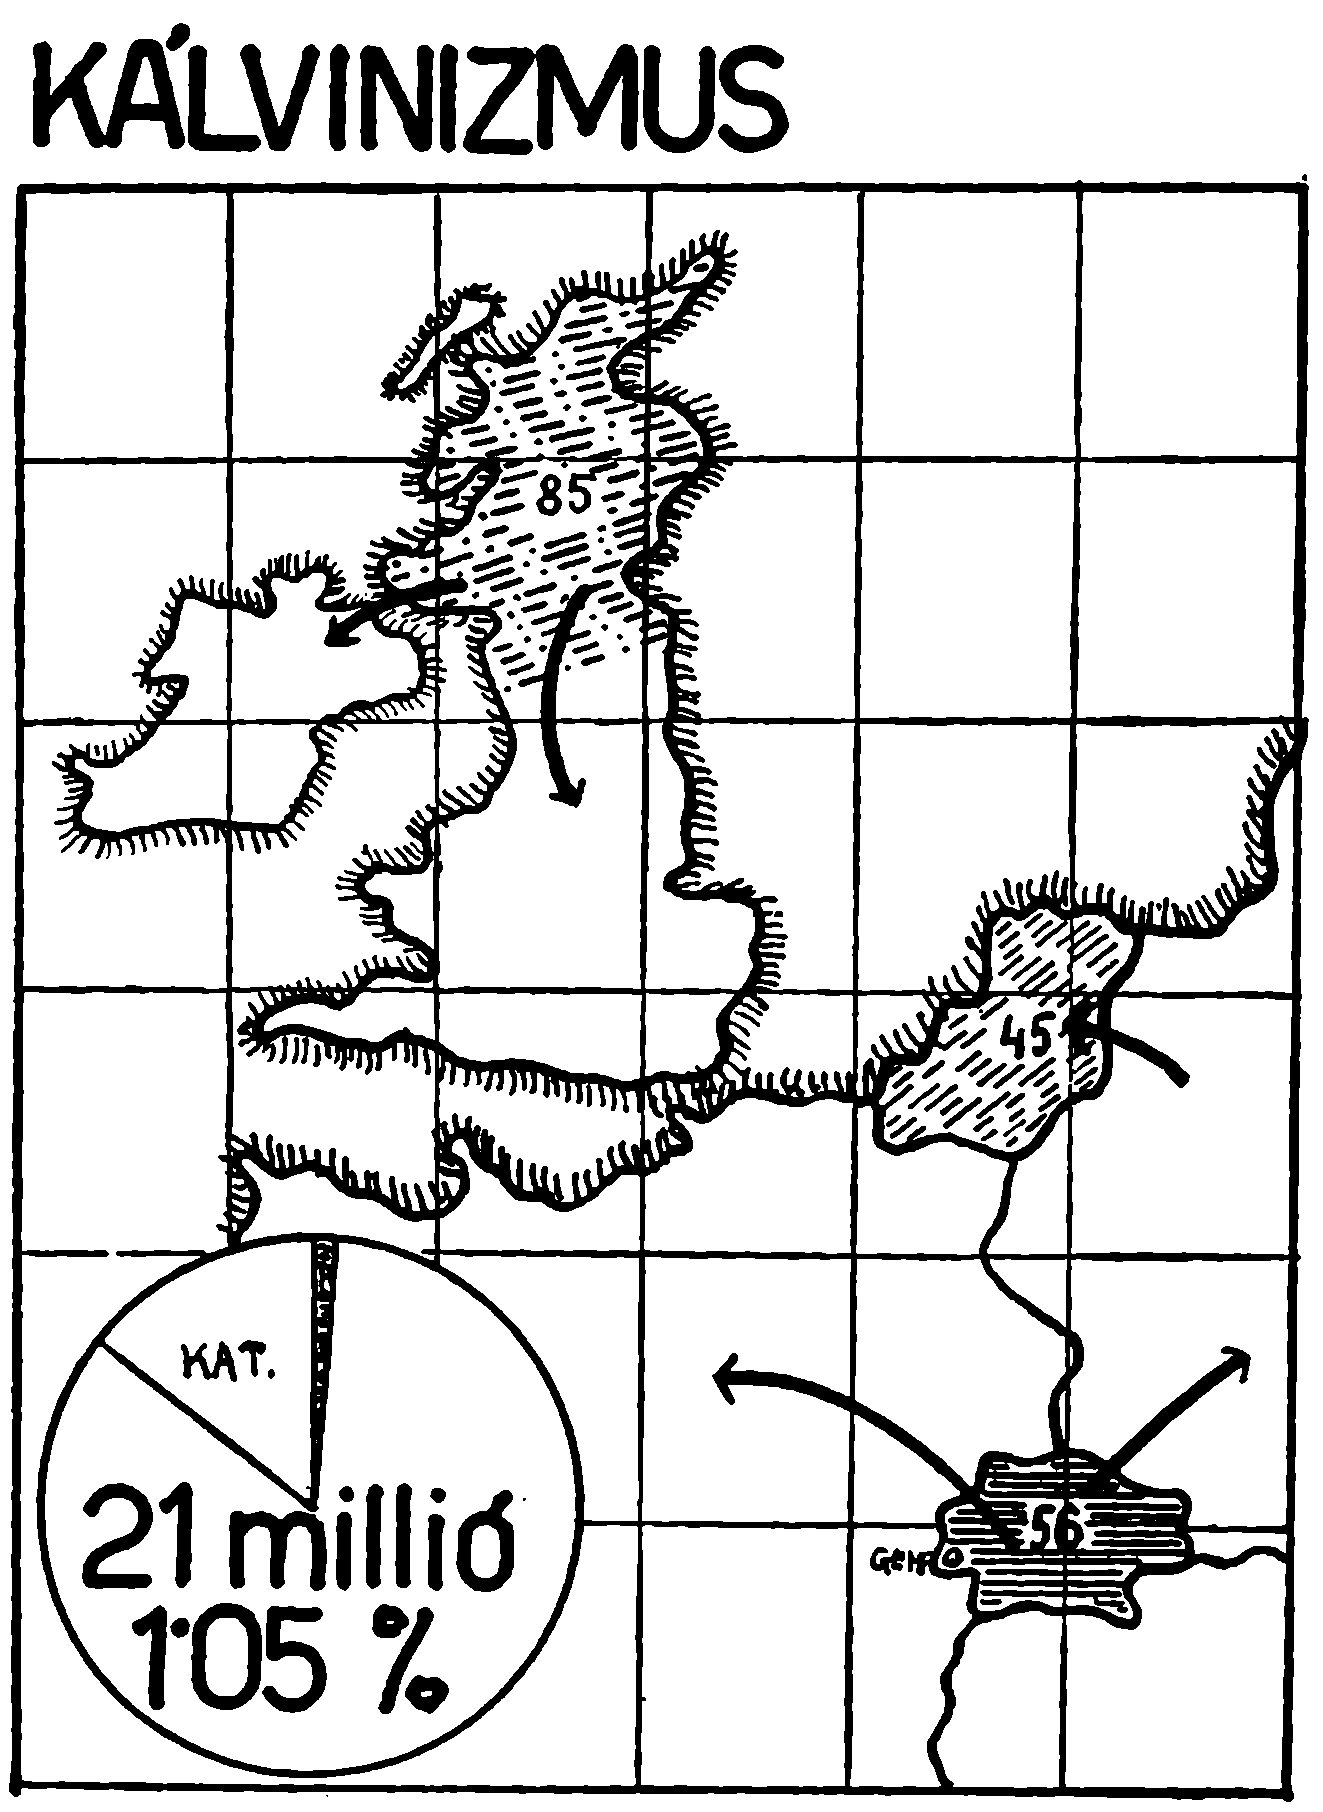 KÁLVINIZMUS
85
45
KAT.
21 millió
1·05 %
56
GENF